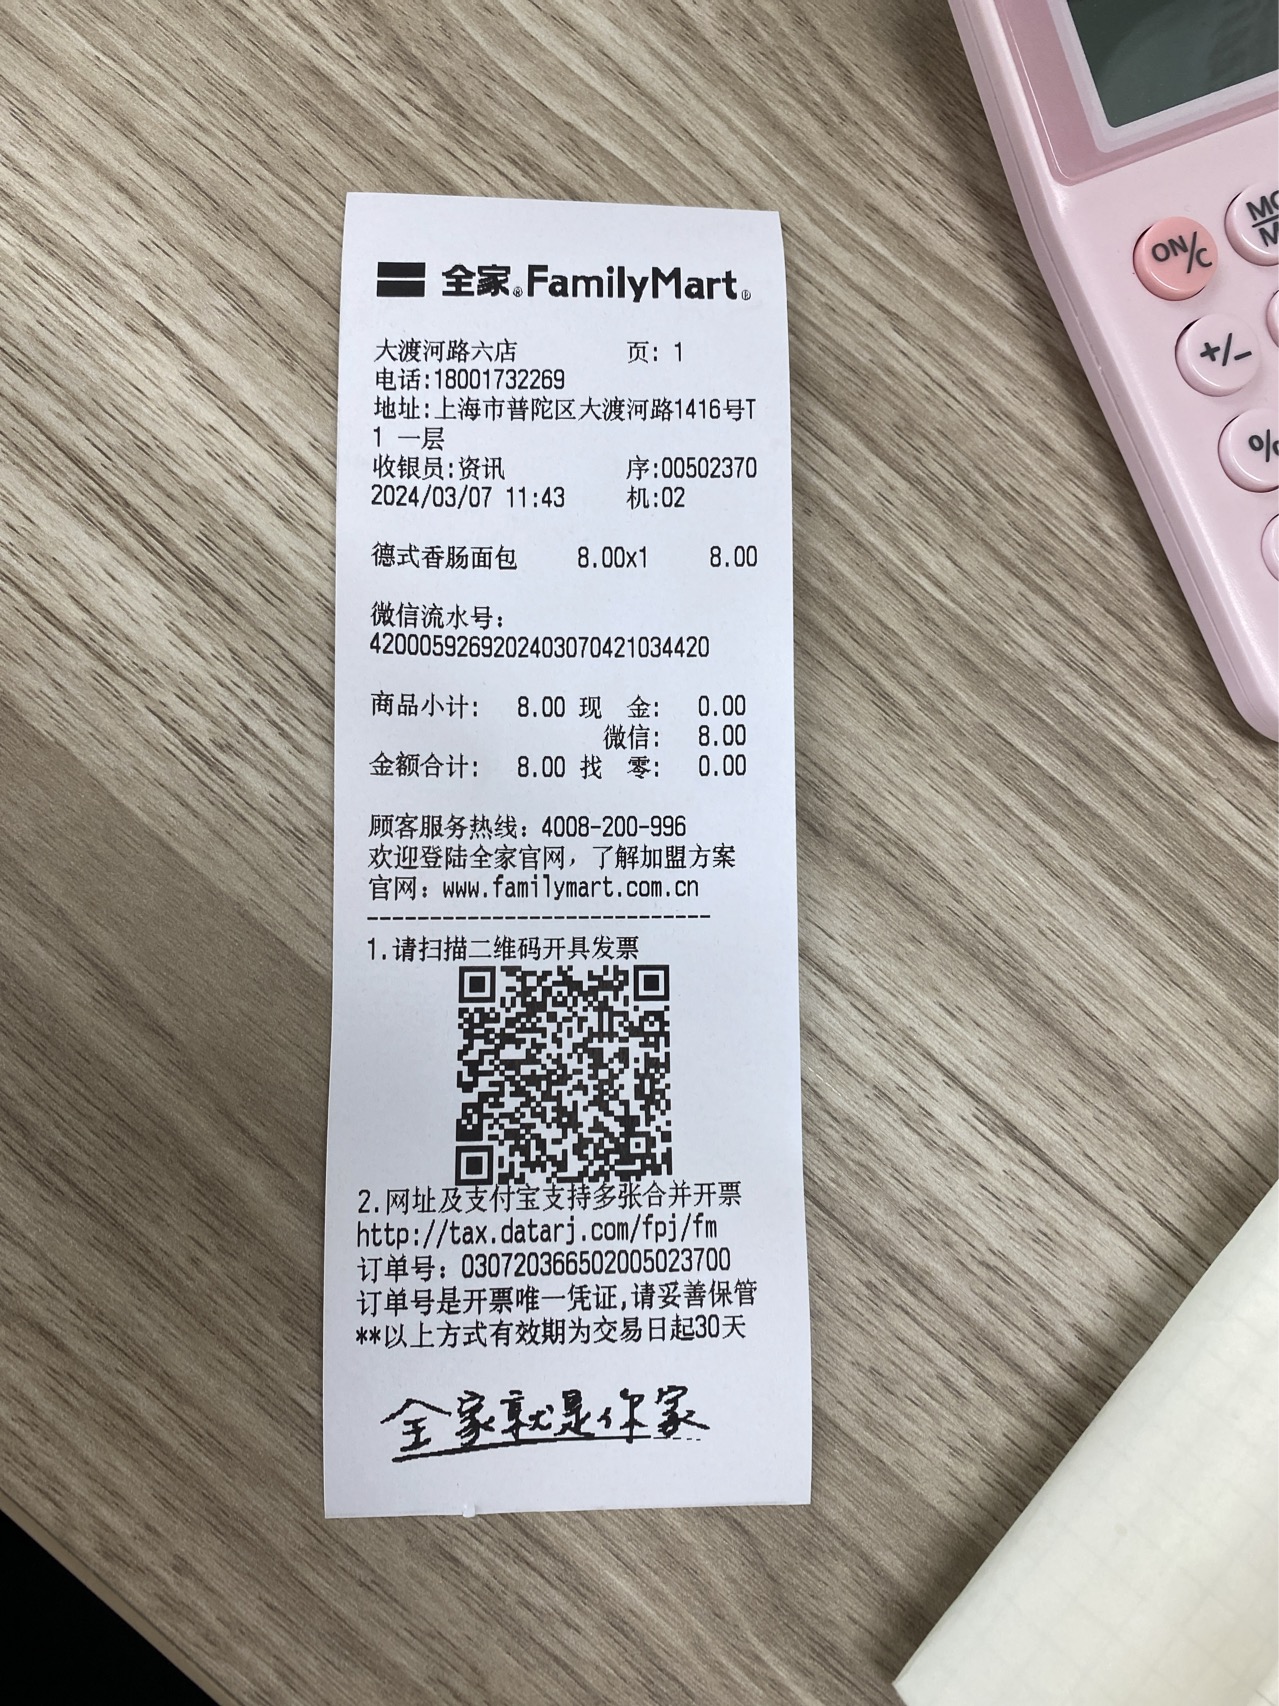 全家®FamilyMart®
大渡河路六店 页: 1
电话:18001732269
地址:上海市普陀区大渡河路1416号T
1 一层
收银员:资讯 序:00502370
2024/03/07 11:43 机:02
德式香肠面包 8.00x1 8.00
微信流水号:
4200059269202403070421034420
商品小计: 8.00 现 金: 0.00
微信: 8.00
金额合计: 8.00 找 零: 0.00
顾客服务热线: 4008-200-996
欢迎登陆全家官网, 了解加盟方案
官网: www.familymart.com.cn
----------------------------
1.请扫描二维码开具发票
2.网址及支付宝支持多张合并开票
http://tax.datarj.com/fpj/fm
订单号: 030720366502005023700
订单号是开票唯一凭证,请妥善保管
**以上方式有效期为交易日起30天
全家就是你家
ON/C
+/-